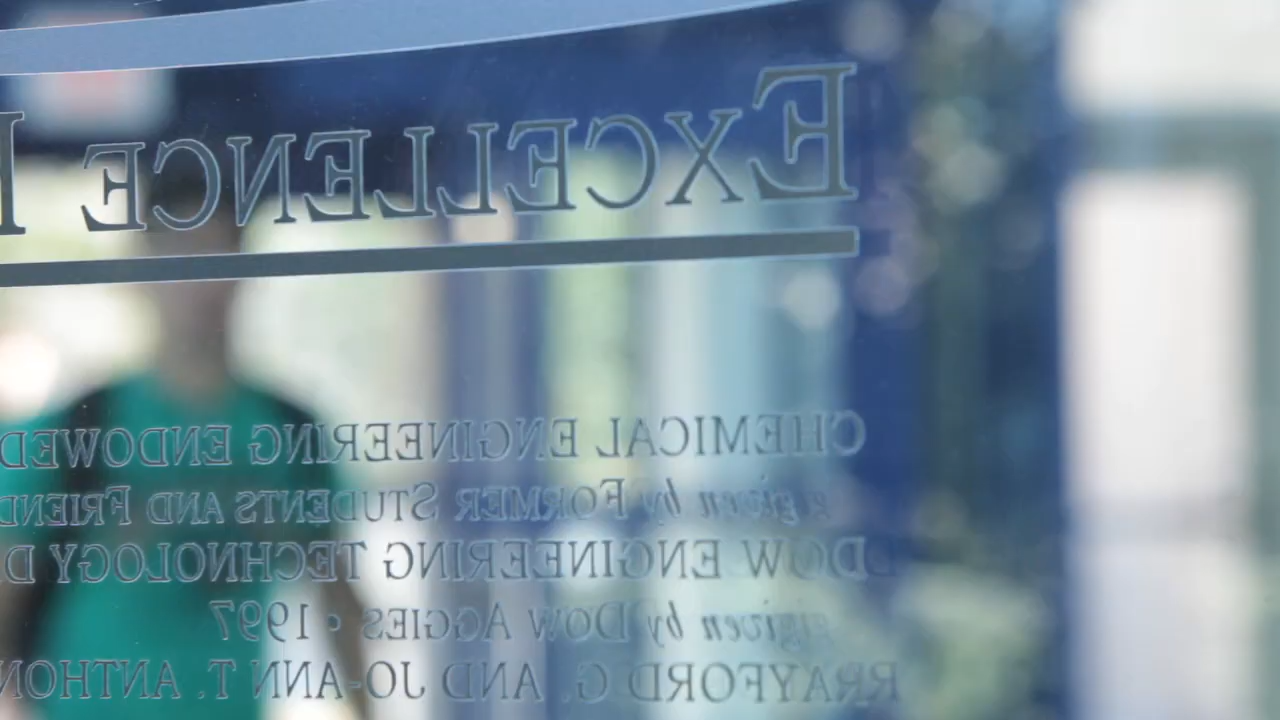 EXCELLENCE
CHEMICAL ENGINEERING ENDOWED
given by FORMER STUDENTS AND FRIEND
DOW ENGINEERING TECHNOLOGY D
given by DOW AGGIES • 1997
RAYFORD G. AND JO-ANN T. ANTHON